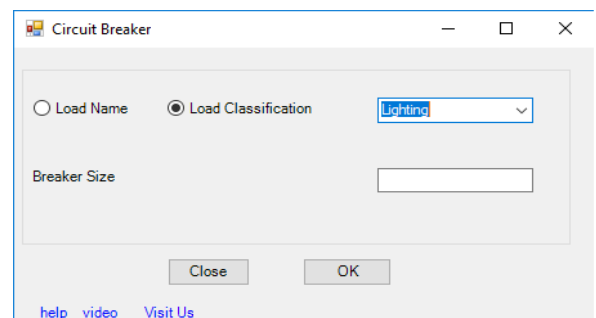 Circuit Breaker
Load Name Load Classification Lighting
Breaker Size
Close OK
help video Visit Us